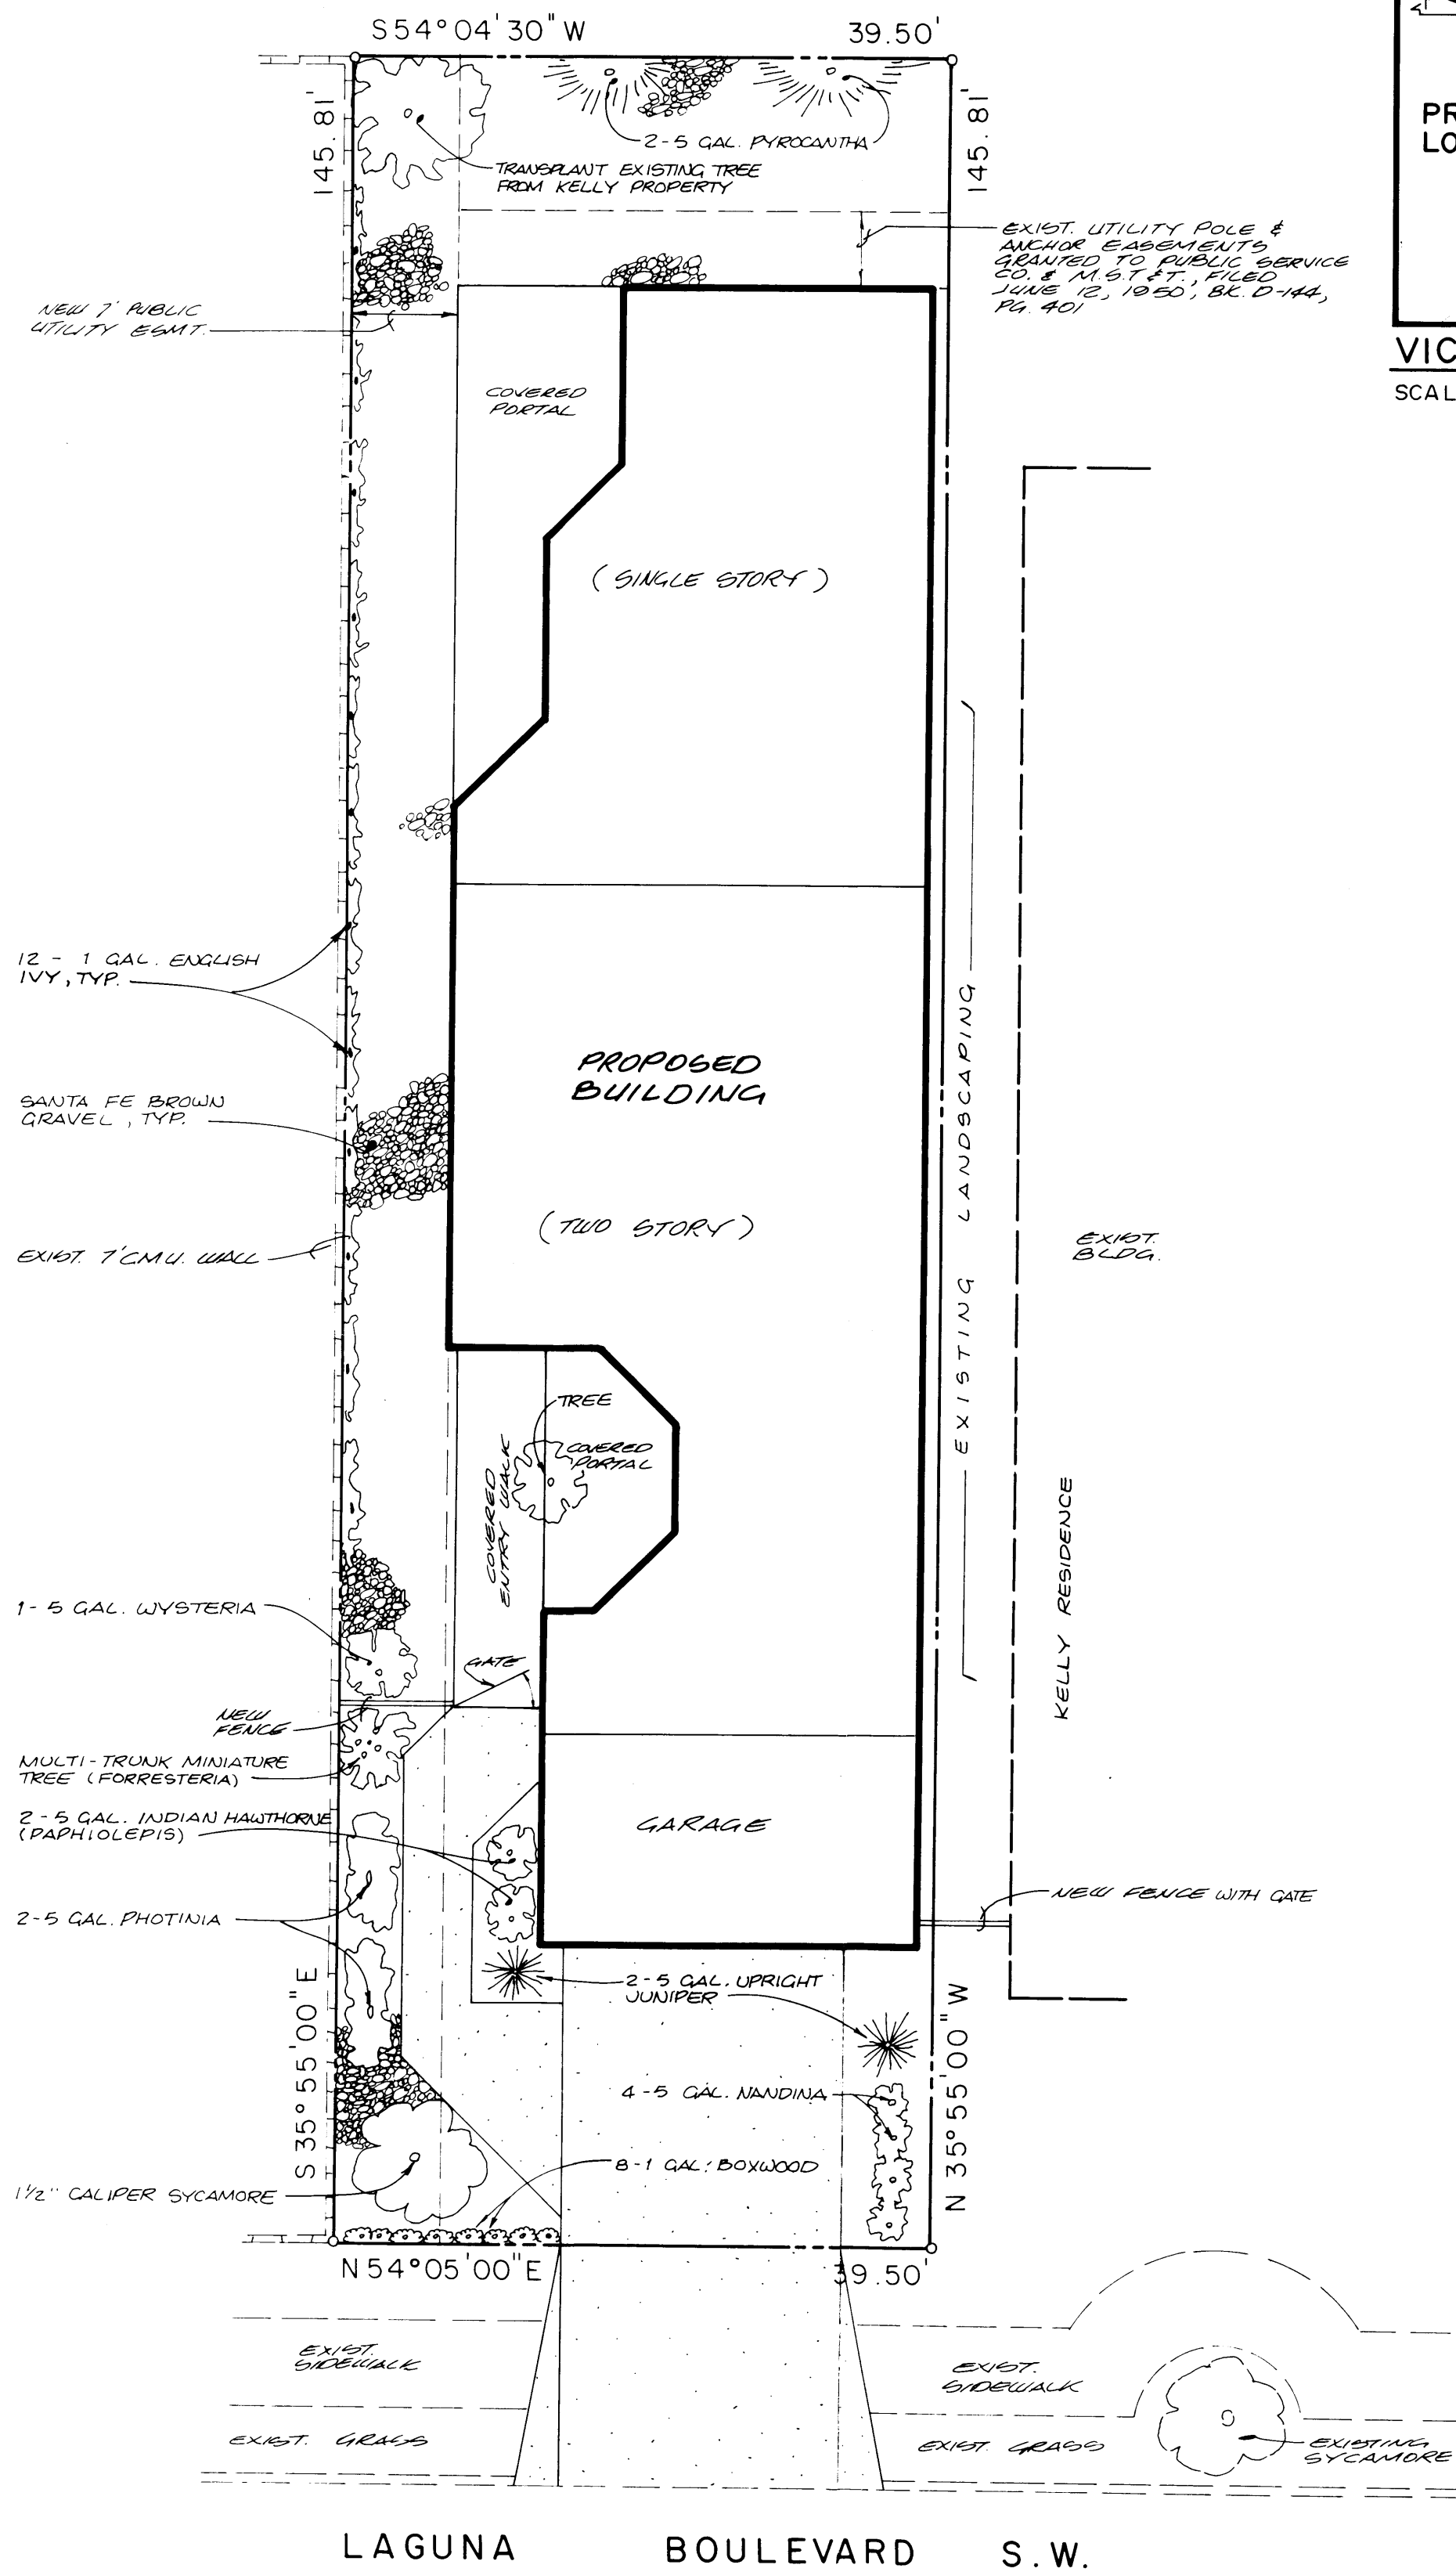 S54°04'30"W
39.50'
145.81'
145.81'
2-5 GAL. PYROCANTHA
TRANSPLANT EXISTING TREE
FROM KELLY PROPERTY
EXIST. UTILITY POLE &
ANCHOR EASEMENTS
GRANTED TO PUBLIC SERVICE
CO. & M.S.T.&T., FILED
JUNE 12, 1950, BK. D-144,
PG. 401
PR
LO
VIC
SCAL
NEW 7' PUBLIC
UTILITY ESMT.
COVERED
PORTAL
(SINGLE STORY)
12 - 1 GAL. ENGLISH
IVY, TYP.
PROPOSED
BUILDING
SANTA FE BROWN
GRAVEL, TYP.
(TWO STORY)
EXISTING LANDSCAPING
EXIST.
BLDG.
EXIST. 7' CMU. WALL
TREE
COVERED
PORTAL
COVERED
ENTRY WALK
KELLY RESIDENCE
1-5 GAL. WYSTERIA
GATE
NEW
FENCE
MULTI-TRUNK MINIATURE
TREE (FORRESTERIA)
2-5 GAL. INDIAN HAWTHORNE
(PAPHIOLEPIS)
GARAGE
NEW FENCE WITH GATE
2-5 GAL. PHOTINIA
2-5 GAL. UPRIGHT
JUNIPER
S 35°55'00"E
N 35°55'00"W
4-5 GAL. NANDINA
8-1 GAL. BOXWOOD
1½" CALIPER SYCAMORE
N54°05'00"E
39.50'
EXIST.
SIDEWALK
EXIST.
SIDEWALK
EXIST. GRASS
EXIST. GRASS
EXISTING
SYCAMORE
LAGUNA BOULEVARD S.W.